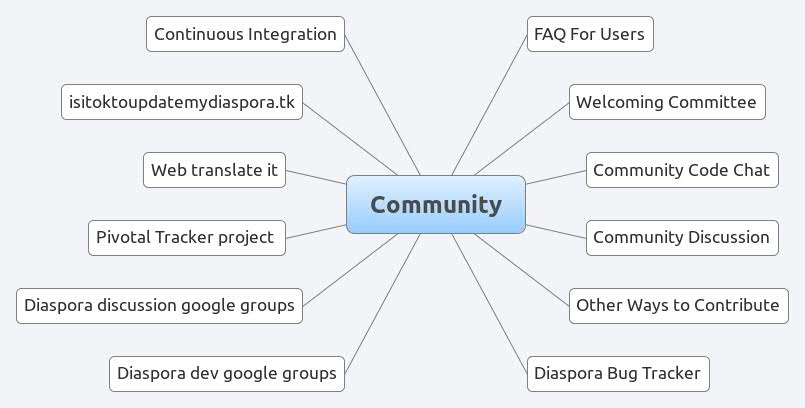 Continuous Integration
FAQ For Users
isitoktoupdatemydiaspora.tk
Welcoming Committee
Web translate it
Community Code Chat
Community
Pivotal Tracker project
Community Discussion
Diaspora discussion google groups
Other Ways to Contribute
Diaspora dev google groups
Diaspora Bug Tracker